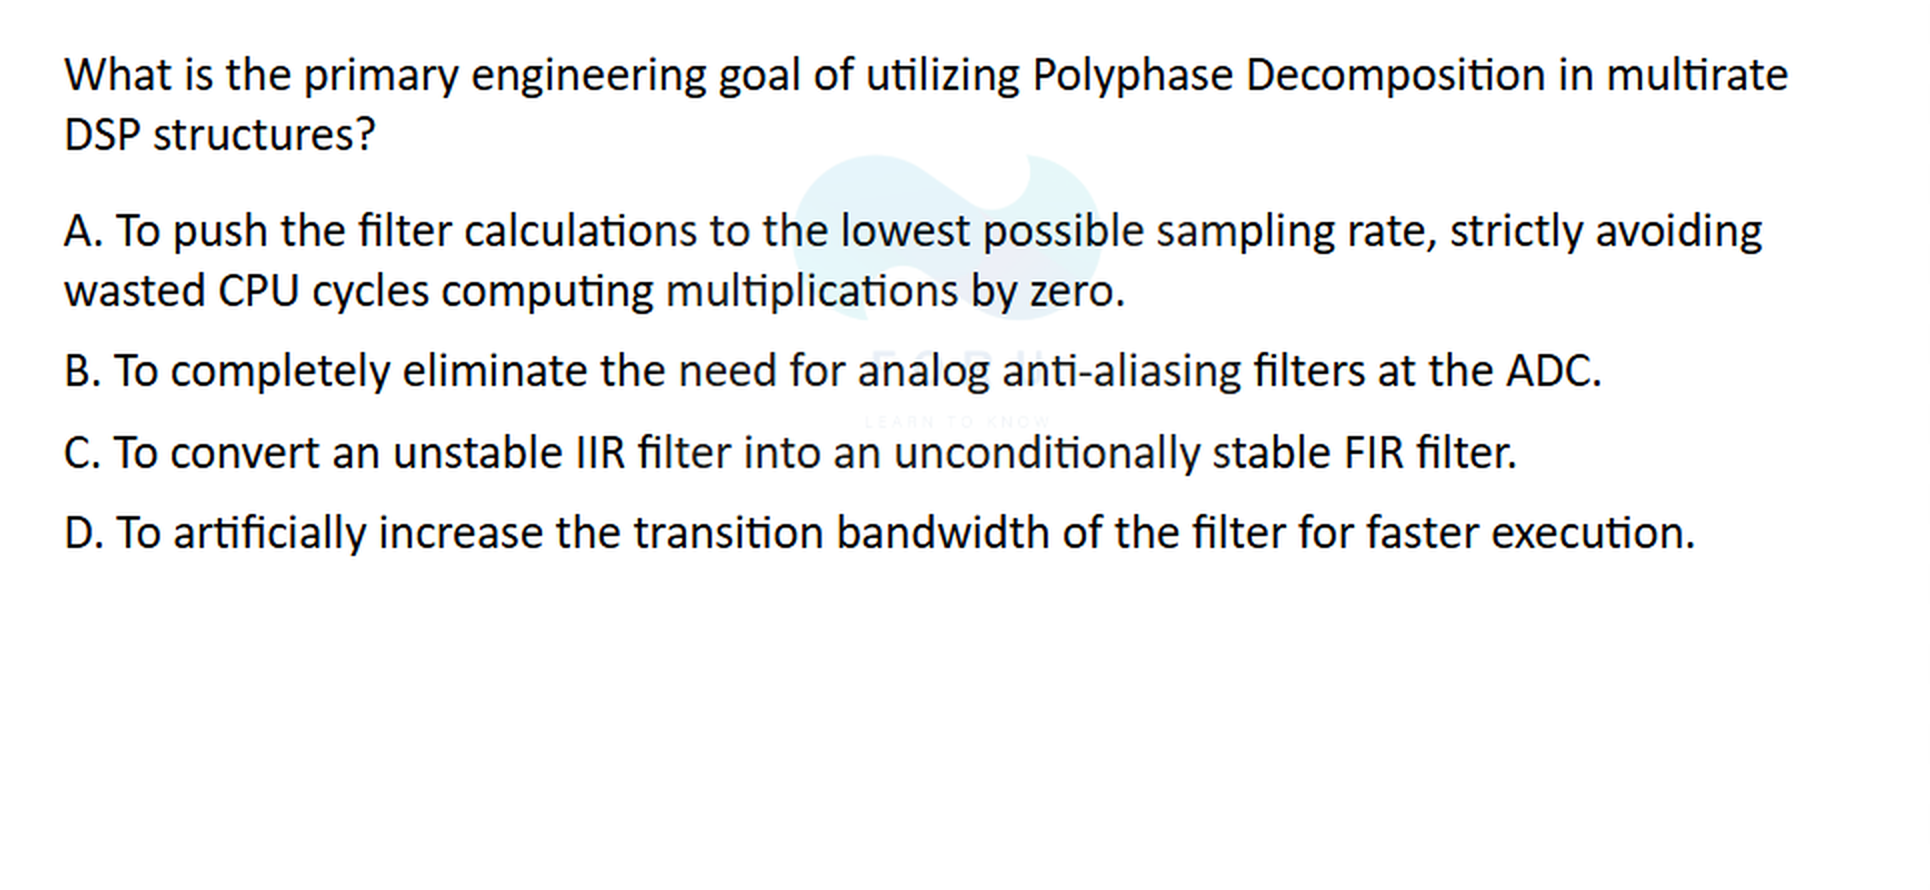 What is the primary engineering goal of utilizing Polyphase Decomposition in multirate
DSP structures?
A. To push the filter calculations to the lowest possible sampling rate, strictly avoiding
wasted CPU cycles computing multiplications by zero.
B. To completely eliminate the need for analog anti-aliasing filters at the ADC.
LEARN TO KNOW
C. To convert an unstable IIR filter into an unconditionally stable FIR filter.
D. To artificially increase the transition bandwidth of the filter for faster execution.